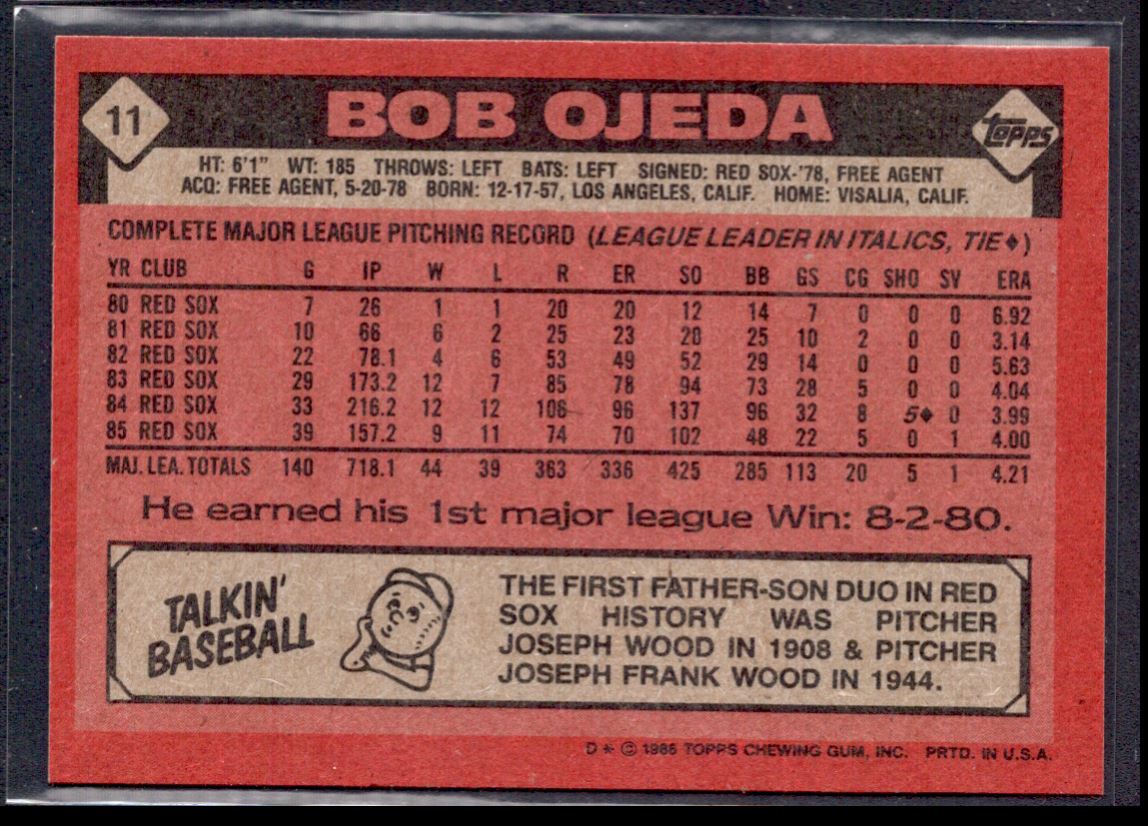 11
BOB OJEDA
topps
HT: 6'1" WT: 185 THROWS: LEFT BATS: LEFT SIGNED: RED SOX-'78, FREE AGENT
ACQ: FREE AGENT, 5-20-78 BORN: 12-17-57, LOS ANGELES, CALIF. HOME: VISALIA, CALIF.
COMPLETE MAJOR LEAGUE PITCHING RECORD (LEAGUE LEADER IN ITALICS, TIE♦)
YR CLUB G IP W L R ER SO BB GS CG SHO SV ERA
80 RED SOX 7 26 1 1 20 20 12 14 7 0 0 0 6.92
81 RED SOX 10 66 6 2 25 23 20 25 10 2 0 0 3.14
82 RED SOX 22 78.1 4 6 53 49 52 29 14 0 0 0 5.63
83 RED SOX 29 173.2 12 7 85 78 94 73 28 5 0 0 4.04
84 RED SOX 33 216.2 12 12 106 96 137 96 32 8 5♦ 0 3.99
85 RED SOX 39 157.2 9 11 74 70 102 48 22 5 0 1 4.00
MAJ. LEA. TOTALS 140 718.1 44 39 363 336 425 285 113 20 5 1 4.21
He earned his 1st major league Win: 8-2-80.
TALKIN'
BASEBALL
THE FIRST FATHER-SON DUO IN RED
SOX HISTORY WAS PITCHER
JOSEPH WOOD IN 1908 & PITCHER
JOSEPH FRANK WOOD IN 1944.
D * © 1986 TOPPS CHEWING GUM, INC. PRTD. IN U.S.A.